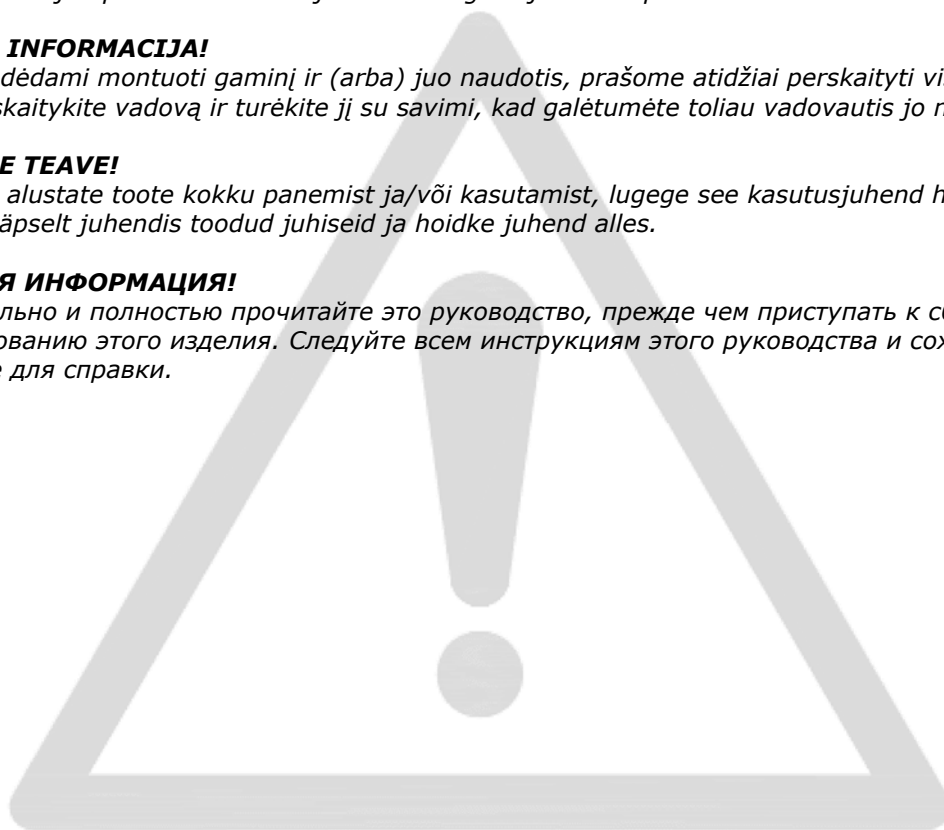 INFORMACIJA!
dėdami montuoti gaminį ir (arba) juo naudotis, prašome atidžiai perskaityti vis
skaitykite vadovą ir turėkite jį su savimi, kad galėtumėte toliau vadovautis jo n
E TEAVE!
alustate toote kokku panemist ja/või kasutamist, lugege see kasutusjuhend h
äpselt juhendis toodud juhiseid ja hoidke juhend alles.
Я ИНФОРМАЦИЯ!
льно и полностью прочитайте это руководство, прежде чем приступать к сб
ованию этого изделия. Следуйте всем инструкциям этого руководства и сох
е для справки.